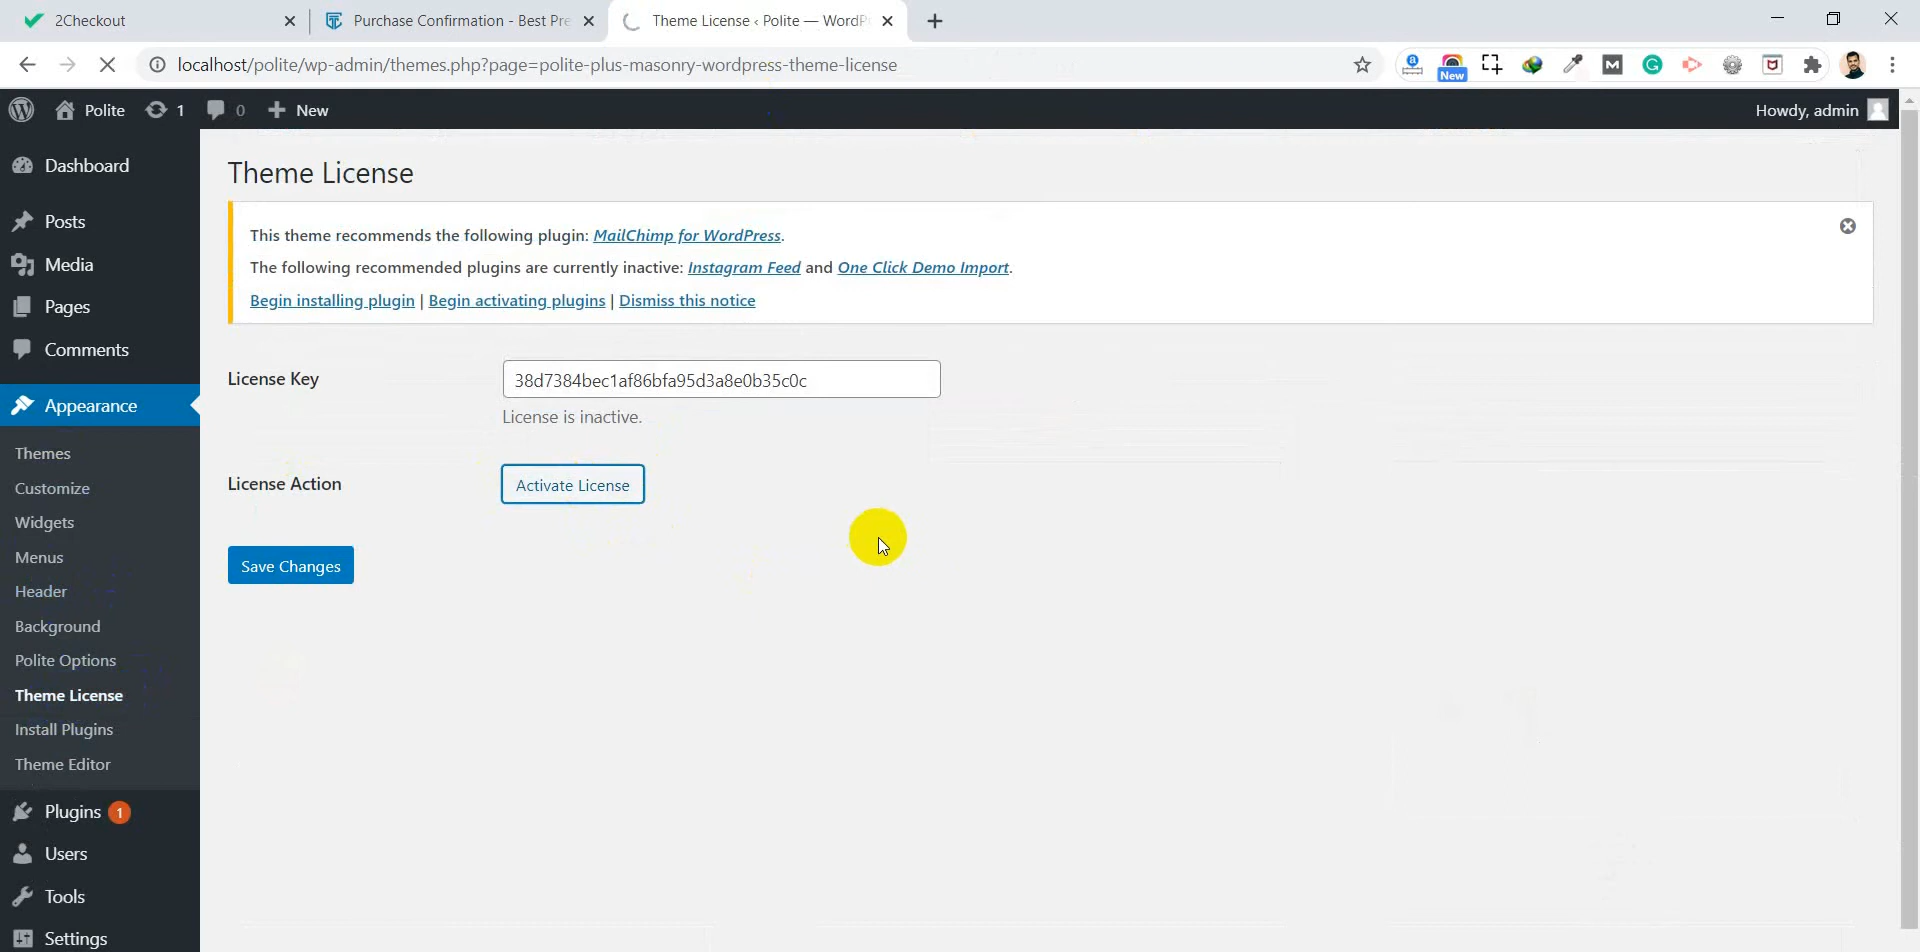 2Checkout
Purchase Confirmation - Best Pre
Theme License ‹ Polite — WordP
localhost/polite/wp-admin/themes.php?page=polite-plus-masonry-wordpress-theme-license
New
Polite
1
0
New
Howdy, admin
Dashboard
Posts
Media
Pages
Comments
Appearance
Themes
Customize
Widgets
Menus
Header
Background
Polite Options
Theme License
Install Plugins
Theme Editor
Plugins 1
Users
Tools
Settings
Theme License
This theme recommends the following plugin: MailChimp for WordPress.
The following recommended plugins are currently inactive: Instagram Feed and One Click Demo Import.
Begin installing plugin | Begin activating plugins | Dismiss this notice
License Key
38d7384bec1af86bfa95d3a8e0b35c0c
License is inactive.
License Action
Activate License
Save Changes